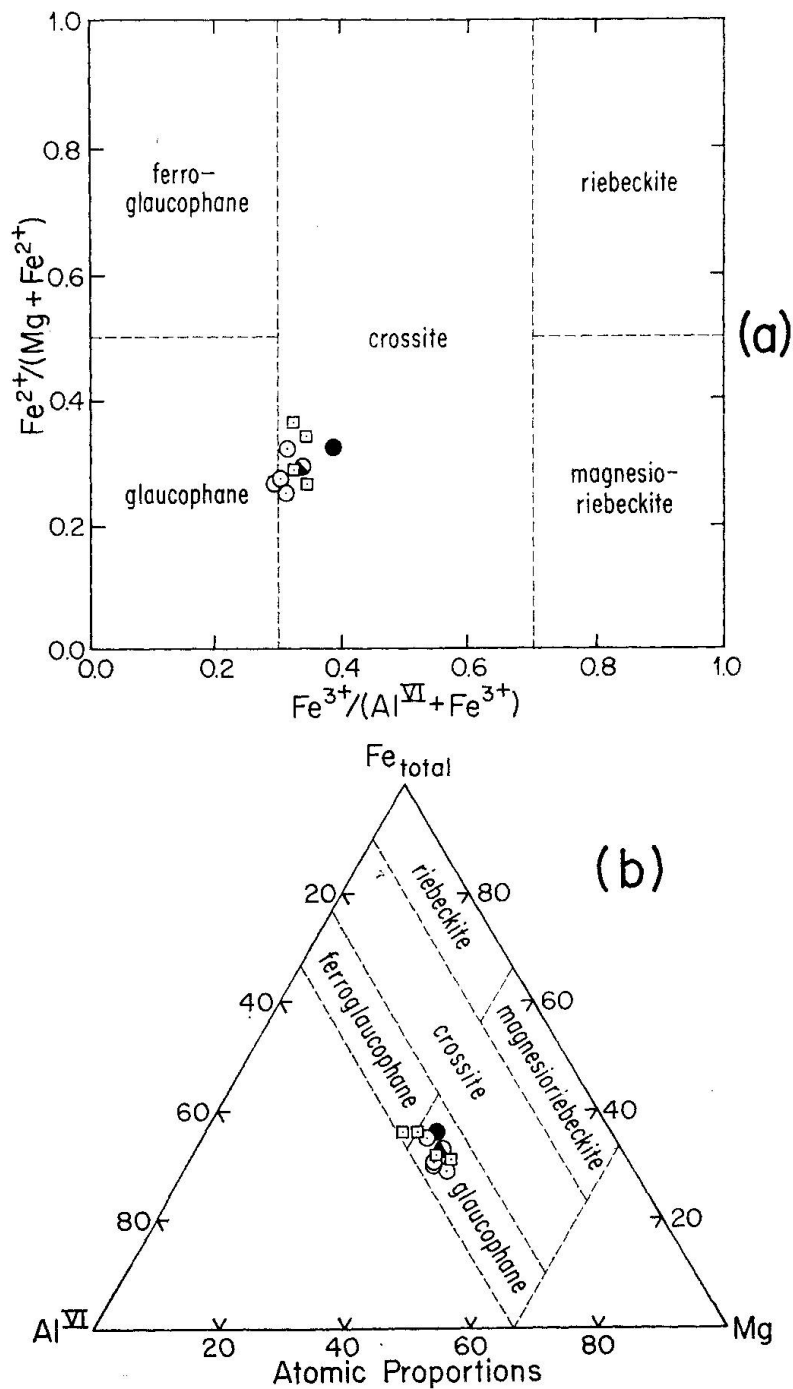 1.0
0.8
0.6
0.4
0.2
0.0
Fe²⁺/(Mg + Fe²⁺)
ferro-
glaucophane
riebeckite
crossite
glaucophane
magnesio-
riebeckite
(a)
0.0 0.2 0.4 0.6 0.8 1.0
Fe³⁺/(Al^VI + Fe³⁺)
Fe total
(b)
20 80
40 60
60 40
80 20
riebeckite
ferroglaucophane
crossite
magnesioriebeckite
glaucophane
Al^VI Mg
20 40 60 80
Atomic Proportions